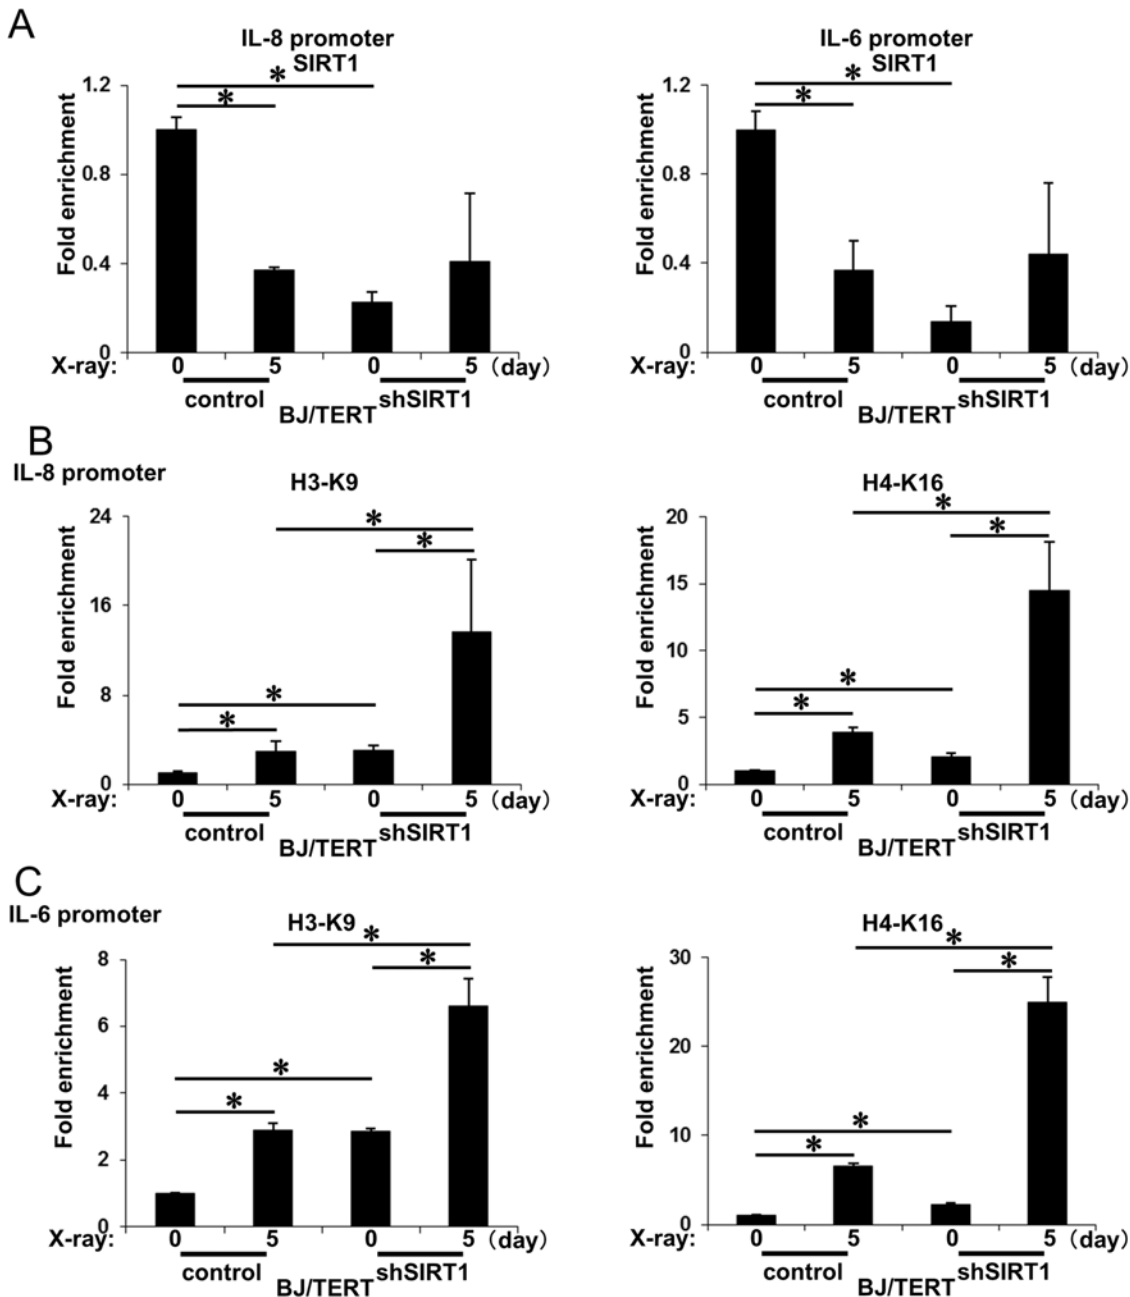 A
IL-8 promoter
SIRT1
*
*
Fold enrichment
1.2
0.8
0.4
0
X-ray: 0 5 0 5 (day)
control shSIRT1
BJ/TERT
IL-6 promoter
SIRT1
*
*
Fold enrichment
1.2
0.8
0.4
0
X-ray: 0 5 0 5 (day)
control shSIRT1
BJ/TERT
B
IL-8 promoter
H3-K9
*
*
*
*
Fold enrichment
24
16
8
0
X-ray: 0 5 0 5 (day)
control shSIRT1
BJ/TERT
H4-K16
*
*
*
*
Fold enrichment
20
15
10
5
0
X-ray: 0 5 0 5 (day)
control shSIRT1
BJ/TERT
C
IL-6 promoter
H3-K9
*
*
*
*
Fold enrichment
8
6
4
2
0
X-ray: 0 5 0 5 (day)
control shSIRT1
BJ/TERT
H4-K16
*
*
*
*
Fold enrichment
30
20
10
0
X-ray: 0 5 0 5 (day)
control shSIRT1
BJ/TERT